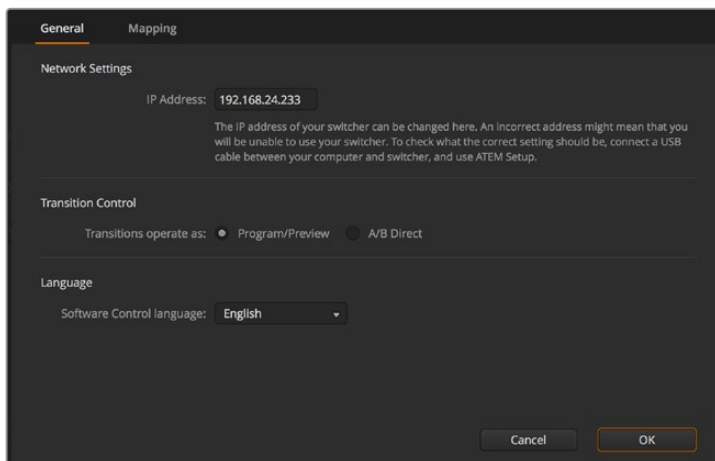 General Mapping
Network Settings
IP Address: 192.168.24.233
The IP address of your switcher can be changed here. An incorrect address might mean that you
will be unable to use your switcher. To check what the correct setting should be, connect a USB
cable between your computer and switcher, and use ATEM Setup.
Transition Control
Transitions operate as: Program/Preview A/B Direct
Language
Software Control language: English
Cancel OK